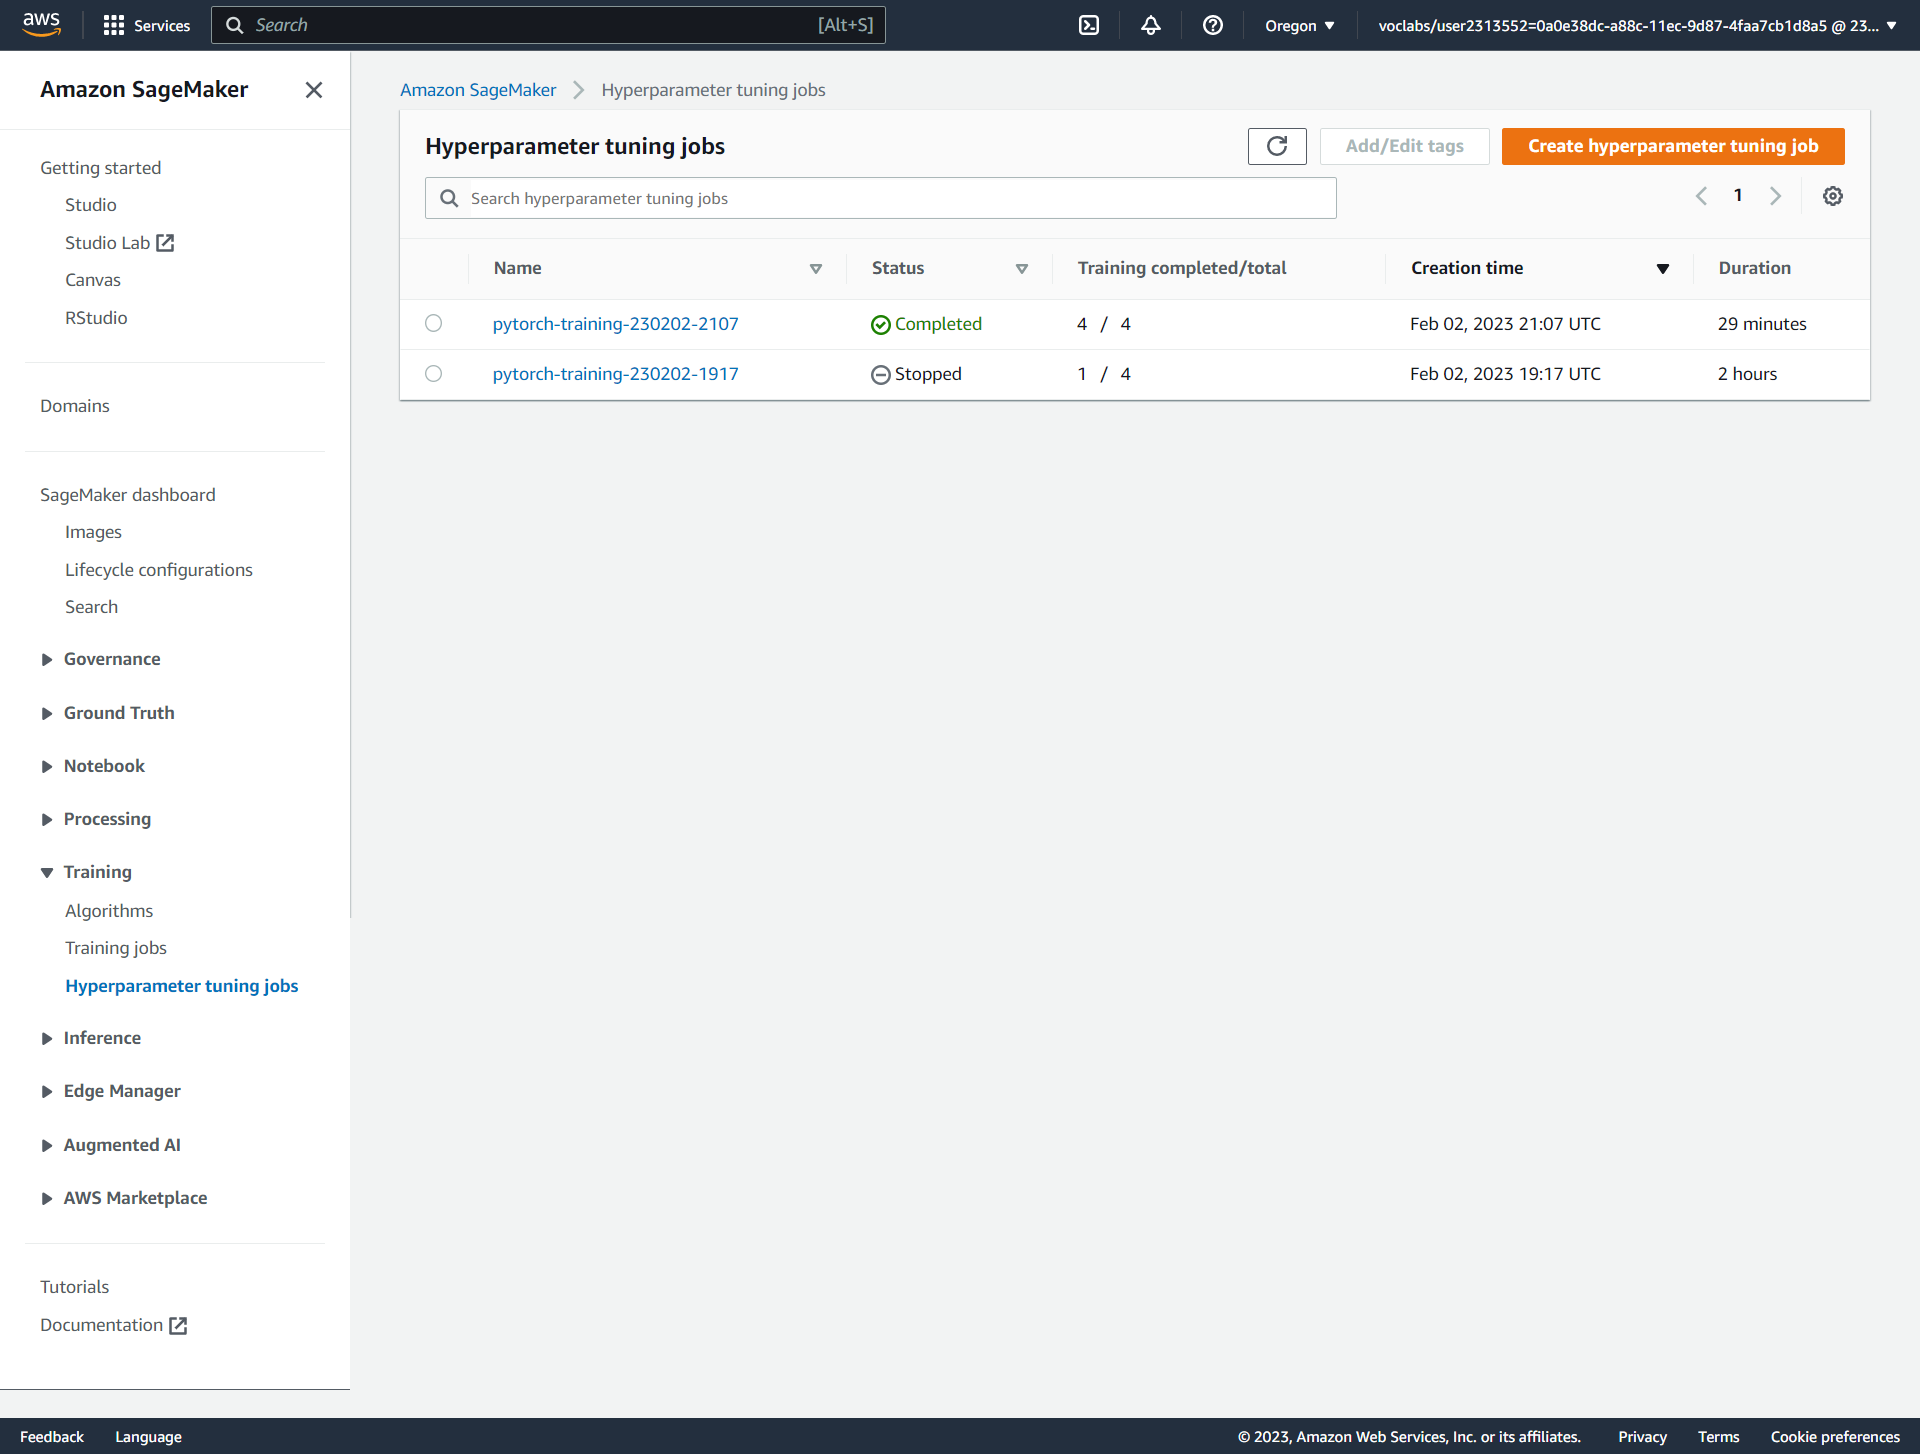 aws Services Search [Alt+S] Oregon voclabs/user2313552=0a0e38dc-a88c-11ec-9d87-4faa7cb1d8a5 @ 23...
Amazon SageMaker
Getting started
Studio
Studio Lab
Canvas
RStudio
Domains
SageMaker dashboard
Images
Lifecycle configurations
Search
Governance
Ground Truth
Notebook
Processing
Training
Algorithms
Training jobs
Hyperparameter tuning jobs
Inference
Edge Manager
Augmented AI
AWS Marketplace
Tutorials
Documentation
Amazon SageMaker Hyperparameter tuning jobs
Hyperparameter tuning jobs Add/Edit tags Create hyperparameter tuning job
Search hyperparameter tuning jobs 1
Name Status Training completed/total Creation time Duration
pytorch-training-230202-2107 Completed 4 / 4 Feb 02, 2023 21:07 UTC 29 minutes
pytorch-training-230202-1917 Stopped 1 / 4 Feb 02, 2023 19:17 UTC 2 hours
Feedback Language © 2023, Amazon Web Services, Inc. or its affiliates. Privacy Terms Cookie preferences